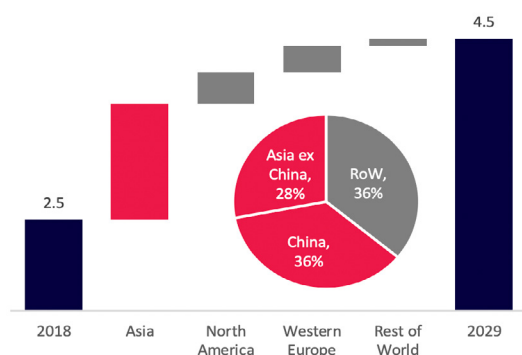 4.5
2.5
Asia ex
China,
28%
RoW,
36%
China,
36%
2018
Asia
North
America
Western
Europe
Rest of
World
2029